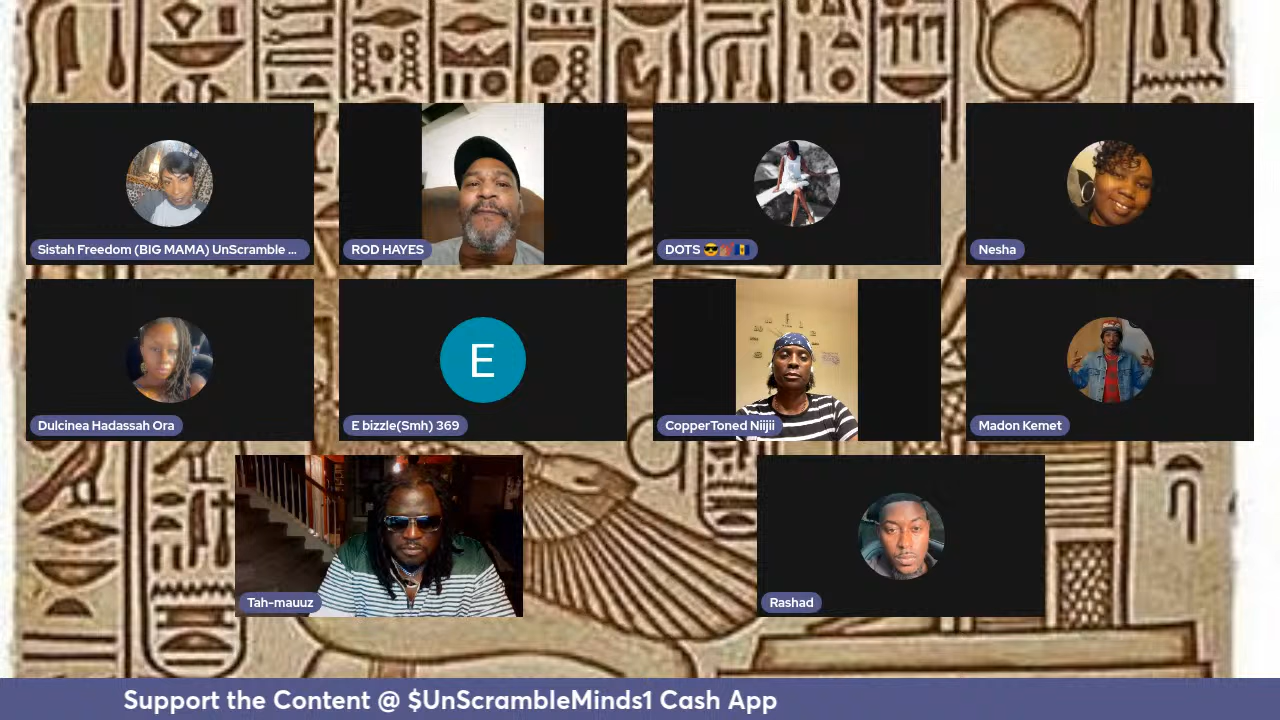 Sistah Freedom (BIG MAMA) UnScramble ...
ROD HAYES
DOTS 😎
Nesha
Dulcinea Hadassah Ora
E
E bizzle(Smh) 369
CopperToned Niijii
Madon Kemet
Tah-mauuz
Rashad
Support the Content @ $UnScrambleMinds1 Cash App